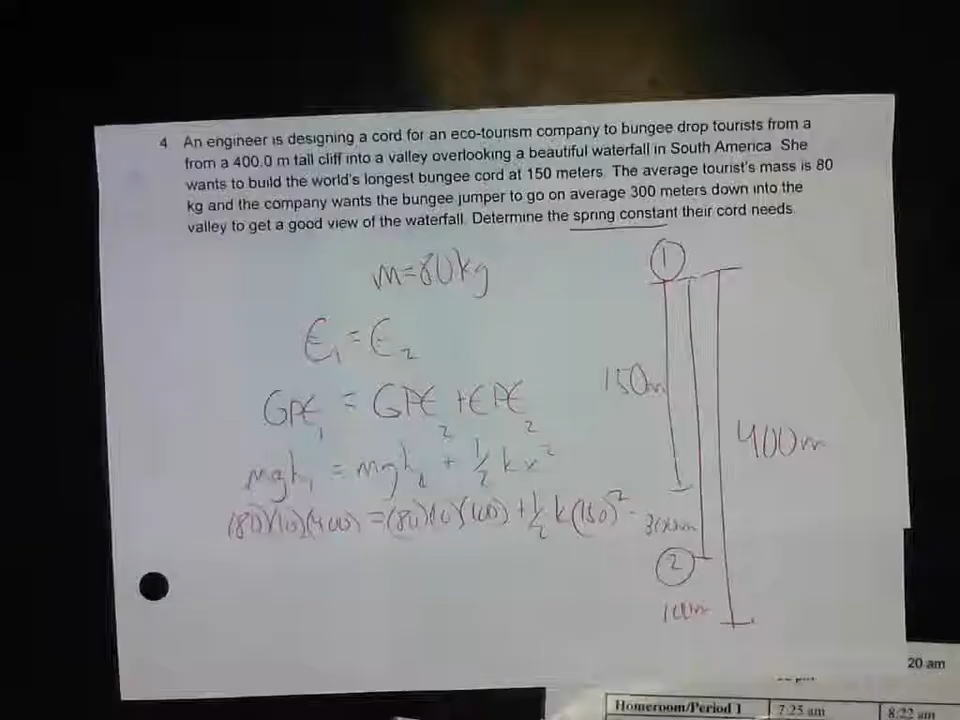 4 An engineer is designing a cord for an eco-tourism company to bungee drop tourists from a
from a 400.0 m tall cliff into a valley overlooking a beautiful waterfall in South America She
wants to build the world's longest bungee cord at 150 meters. The average tourist's mass is 80
kg and the company wants the bungee jumper to go on average 300 meters down into the
valley to get a good view of the waterfall. Determine the spring constant their cord needs.
m=80kg
1
E₁ = E₂
150m
GPE₁ = GPE₂ + EPE₂
400m
mgh₁ = mgh₂ + ½ kx²
(80)(10)(400) = (80)(10)(100) + ½ k(150)²
300m
2
100m
20 am
Homeroom/Period 1 7:25 am 8:22 am